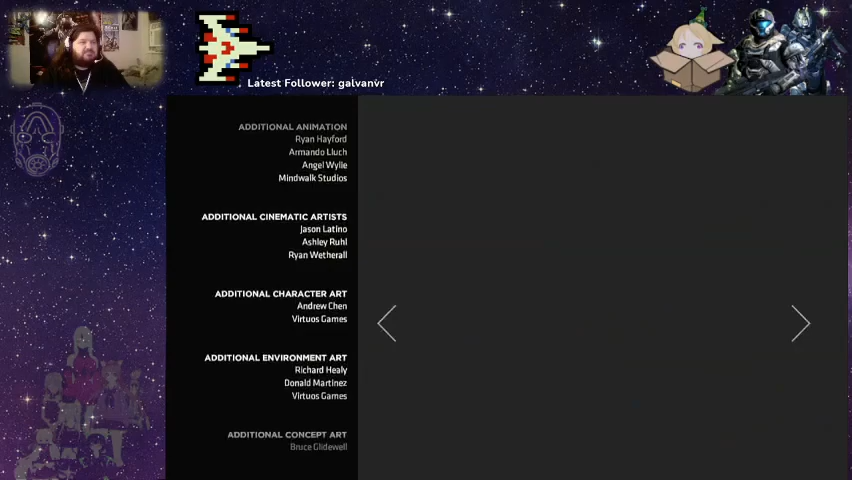 Latest Follower: galvanvr
ADDITIONAL ANIMATION
Ryan Hayford
Armando Lluch
Angel Wylie
Mindwalk Studios
ADDITIONAL CINEMATIC ARTISTS
Jason Latino
Ashley Ruhl
Ryan Wetherall
ADDITIONAL CHARACTER ART
Andrew Chen
Virtuos Games
ADDITIONAL ENVIRONMENT ART
Richard Healy
Donald Martinez
Virtuos Games
ADDITIONAL CONCEPT ART
Bruce Glidewell